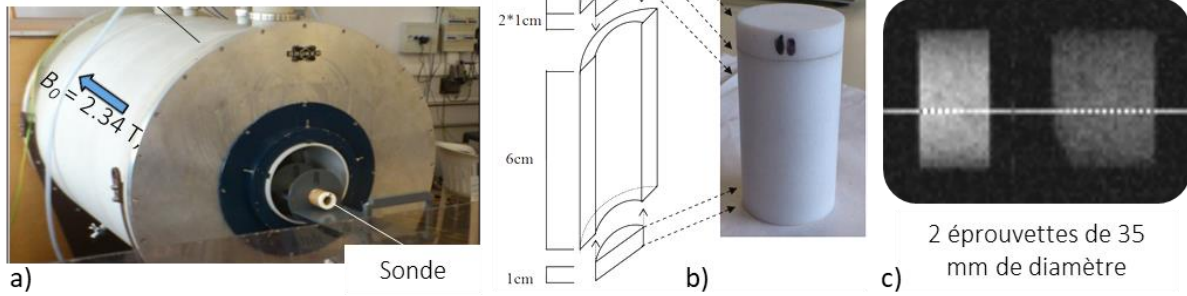 B₀ = 2.34 T,
Sonde
a)
2*1cm
6cm
1cm
b)
c)
2 éprouvettes de 35
mm de diamètre